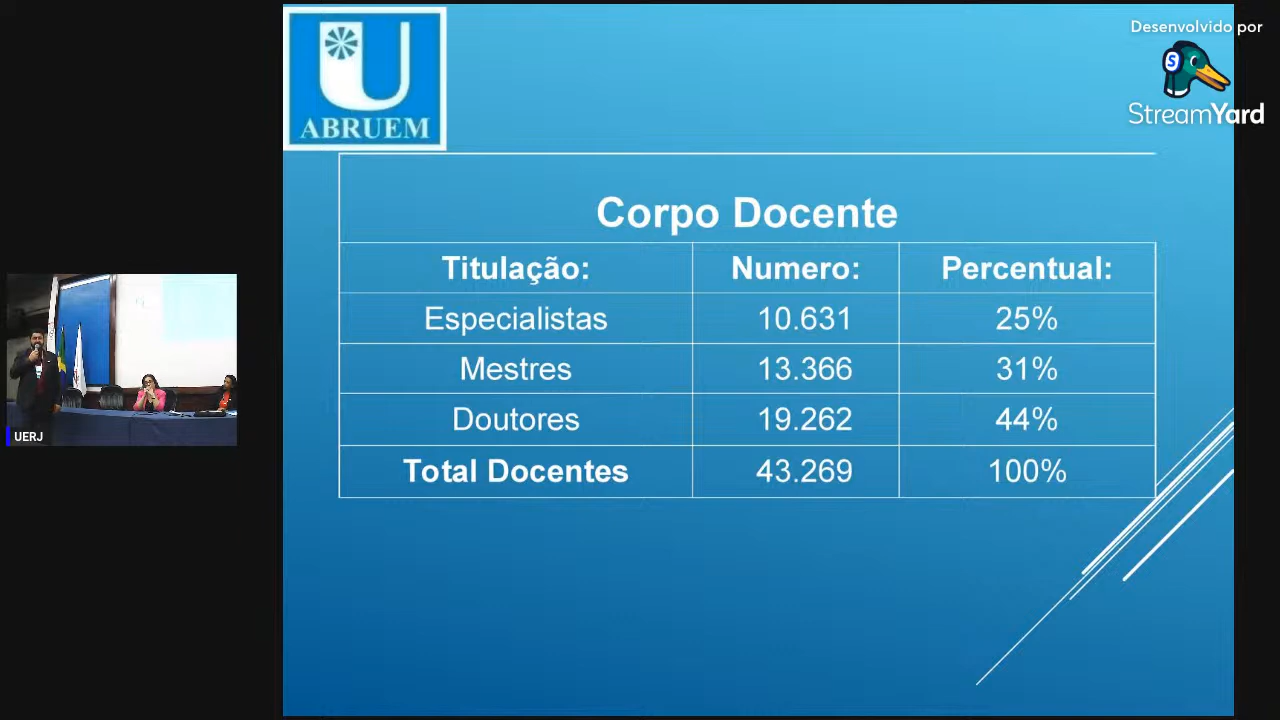 ABRUEM
Desenvolvido por
StreamYard
Corpo Docente
Titulação: Numero: Percentual:
Especialistas 10.631 25%
Mestres 13.366 31%
Doutores 19.262 44%
Total Docentes 43.269 100%
UERJ